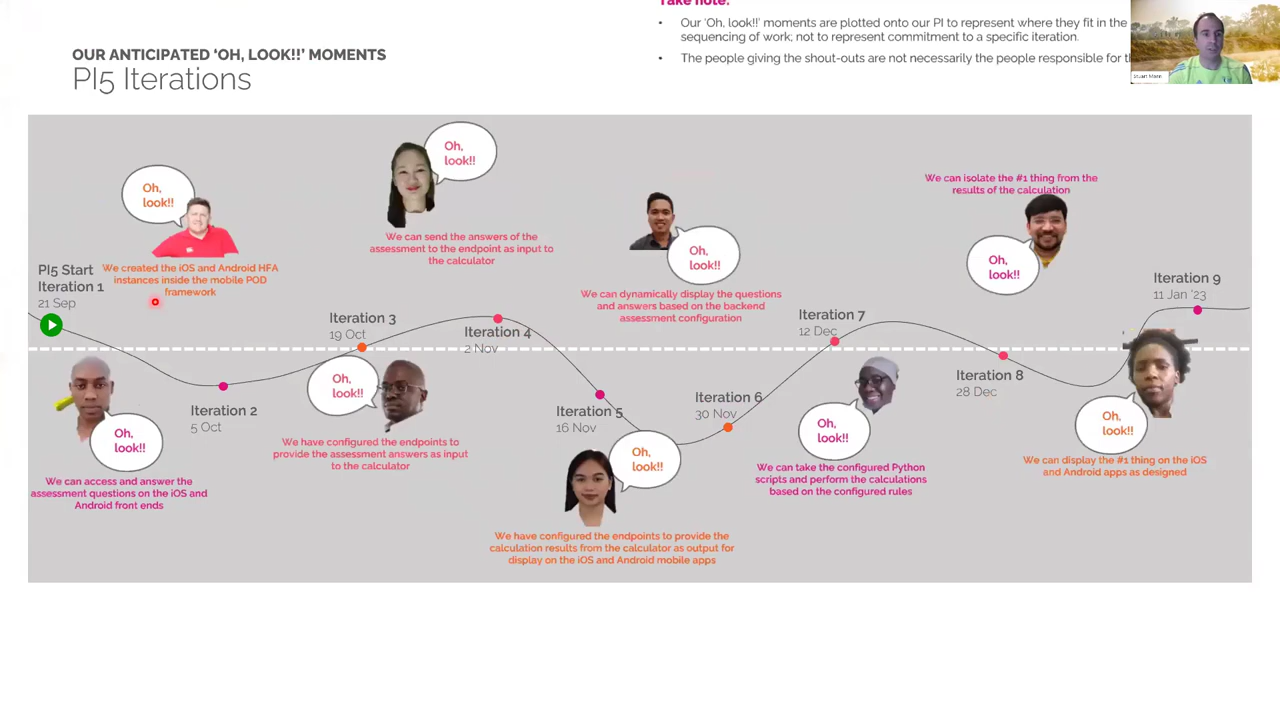 Take note:
• Our ‘Oh, look!!’ moments are plotted onto our PI to represent where they fit in the
sequencing of work; not to represent commitment to a specific iteration.
• The people giving the shout-outs are not necessarily the people responsible for
Stuart Mann
OUR ANTICIPATED ‘OH, LOOK!!’ MOMENTS
PI5 Iterations
Oh,
look!!
We created the iOS and Android HFA
instances inside the mobile POD
framework
Oh,
look!!
We can send the answers of the
assessment to the endpoint as input to
the calculator
Oh,
look!!
We can dynamically display the questions
and answers based on the backend
assessment configuration
We can isolate the #1 thing from the
results of the calculation
Oh,
look!!
PI5 Start
Iteration 1
21 Sep
Iteration 2
5 Oct
Iteration 3
19 Oct
Iteration 4
2 Nov
Iteration 5
16 Nov
Iteration 6
30 Nov
Iteration 7
12 Dec
Iteration 8
28 Dec
Iteration 9
11 Jan ’23
Oh,
look!!
We can access and answer the
assessment questions on the iOS and
Android front ends
Oh,
look!!
We have configured the endpoints to
provide the assessment answers as input
to the calculator
Oh,
look!!
We have configured the endpoints to provide the
calculation results from the calculator as output for
display on the iOS and Android mobile apps
Oh,
look!!
We can take the configured Python
scripts and perform the calculations
based on the configured rules
Oh,
look!!
We can display the #1 thing on the iOS
and Android apps as designed